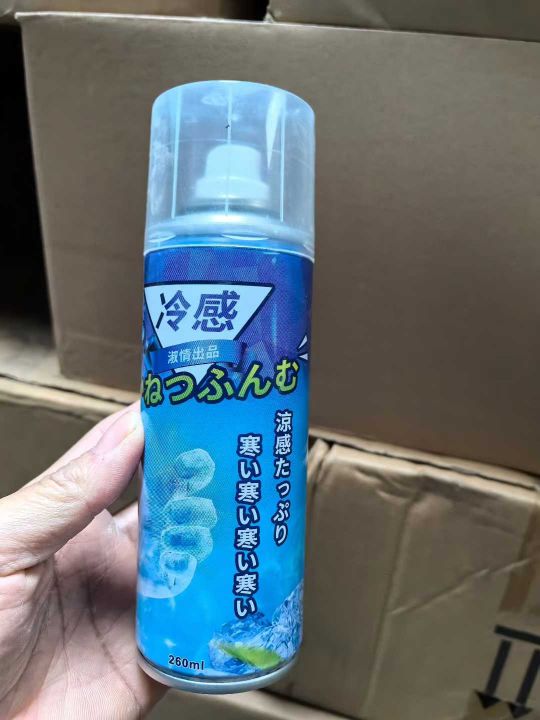 冷感
淑情出品
ねつふんむ
涼感たっぷり
寒い寒い寒い寒い
260ml